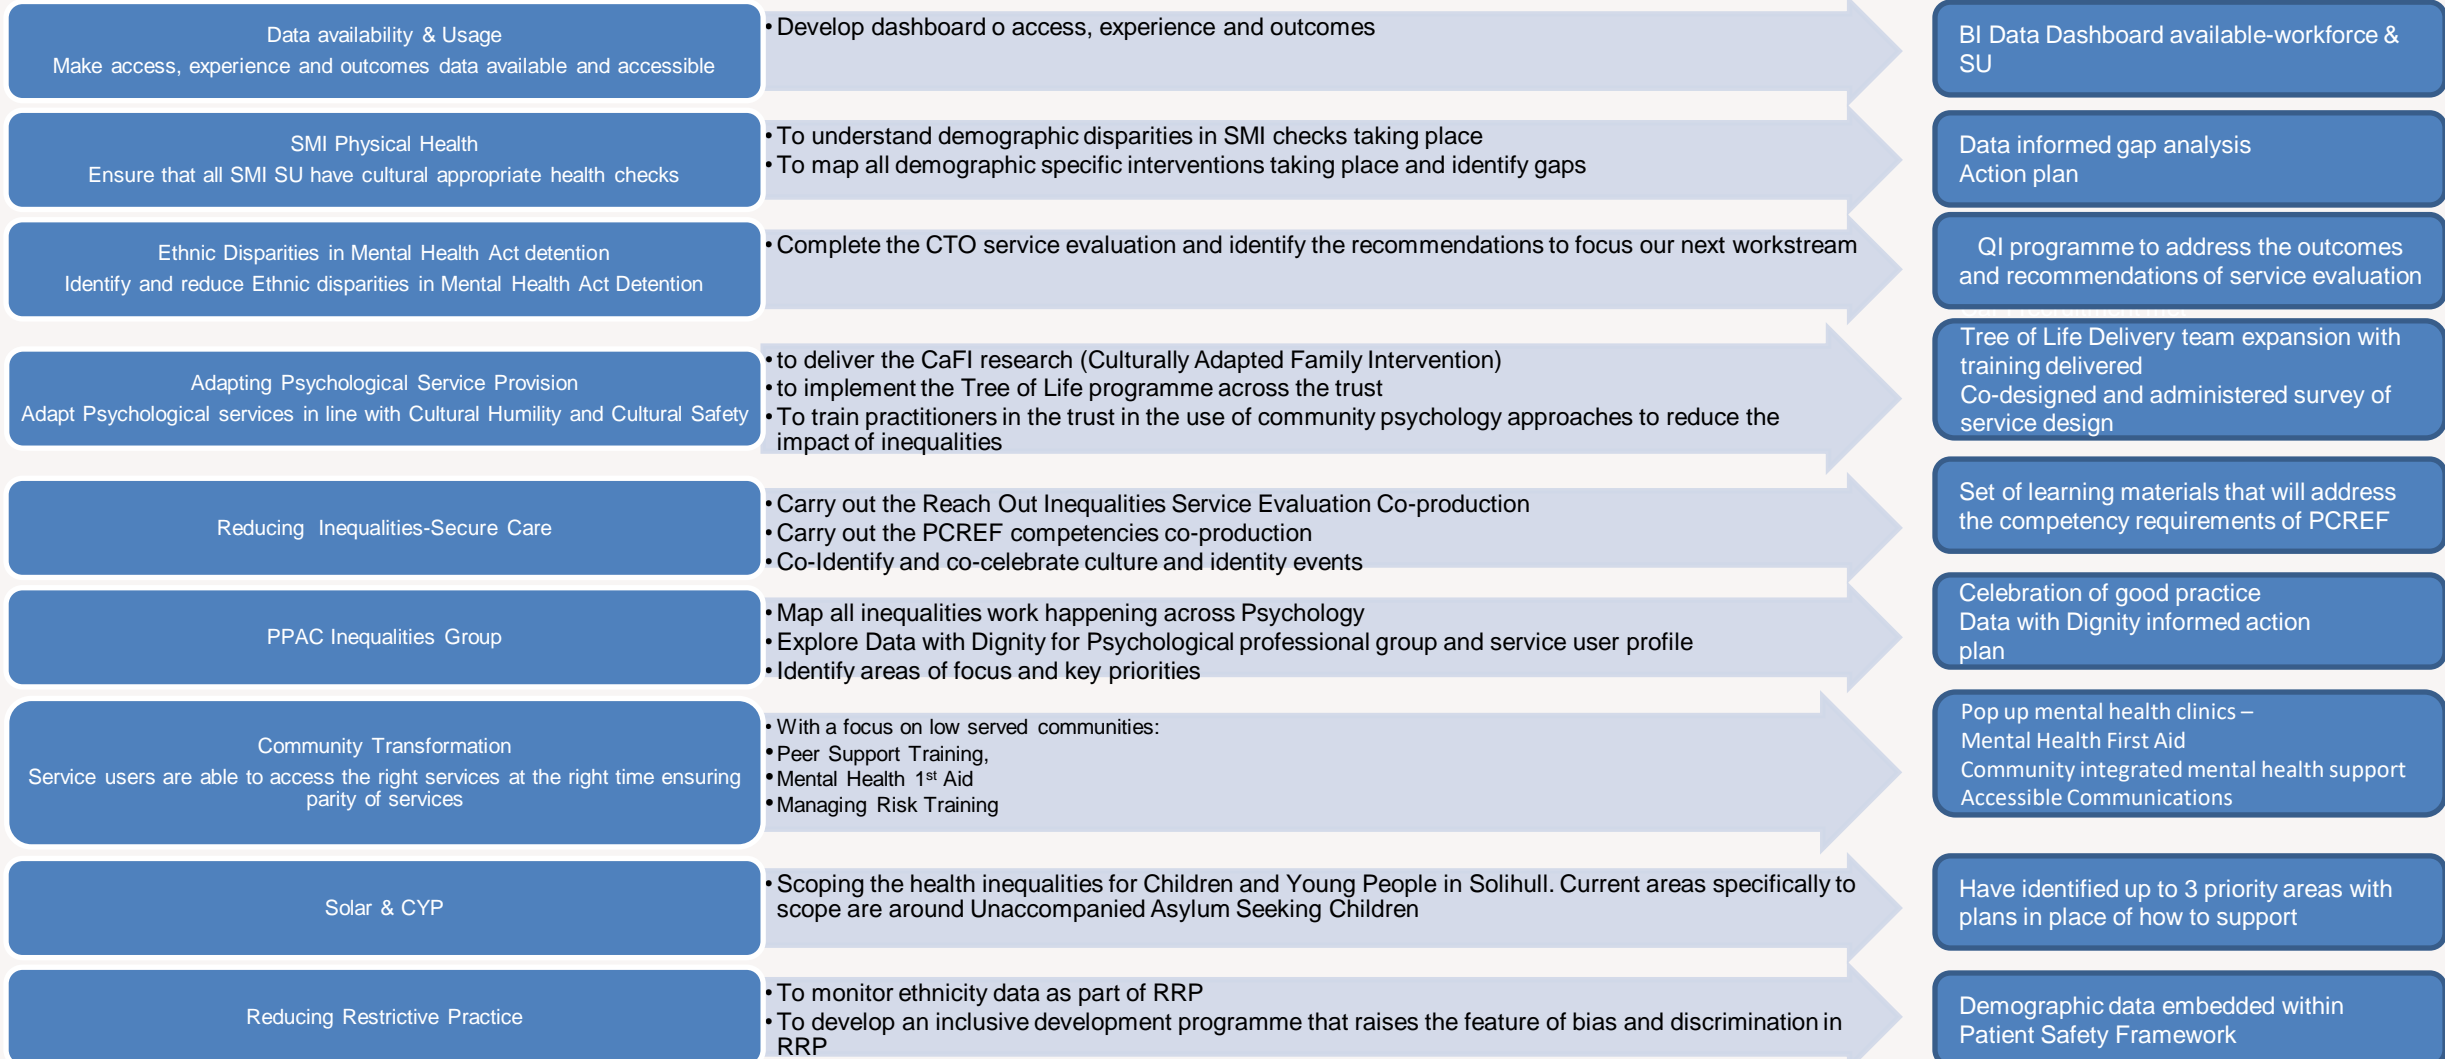 Data availability & Usage
Make access, experience and outcomes data available and accessible
• Develop dashboard o access, experience and outcomes
BI Data Dashboard available-workforce &
SU
SMI Physical Health
Ensure that all SMI SU have cultural appropriate health checks
• To understand demographic disparities in SMI checks taking place
• To map all demographic specific interventions taking place and identify gaps
Data informed gap analysis
Action plan
Ethnic Disparities in Mental Health Act detention
Identify and reduce Ethnic disparities in Mental Health Act Detention
• Complete the CTO service evaluation and identify the recommendations to focus our next workstream
QI programme to address the outcomes
and recommendations of service evaluation
Adapting Psychological Service Provision
Adapt Psychological services in line with Cultural Humility and Cultural Safety
• to deliver the CaFI research (Culturally Adapted Family Intervention)
• to implement the Tree of Life programme across the trust
• To train practitioners in the trust in the use of community psychology approaches to reduce the
impact of inequalities
Tree of Life Delivery team expansion with
training delivered
Co-designed and administered survey of
service design
Reducing Inequalities-Secure Care
• Carry out the Reach Out Inequalities Service Evaluation Co-production
• Carry out the PCREF competencies co-production
• Co-Identify and co-celebrate culture and identity events
Set of learning materials that will address
the competency requirements of PCREF
PPAC Inequalities Group
• Map all inequalities work happening across Psychology
• Explore Data with Dignity for Psychological professional group and service user profile
• Identify areas of focus and key priorities
Celebration of good practice
Data with Dignity informed action
plan
Community Transformation
Service users are able to access the right services at the right time ensuring
parity of services
• With a focus on low served communities:
• Peer Support Training,
• Mental Health 1st Aid
• Managing Risk Training
Pop up mental health clinics –
Mental Health First Aid
Community integrated mental health support
Accessible Communications
Solar & CYP
• Scoping the health inequalities for Children and Young People in Solihull. Current areas specifically to
scope are around Unaccompanied Asylum Seeking Children
Have identified up to 3 priority areas with
plans in place of how to support
Reducing Restrictive Practice
• To monitor ethnicity data as part of RRP
• To develop an inclusive development programme that raises the feature of bias and discrimination in
RRP
Demographic data embedded within
Patient Safety Framework